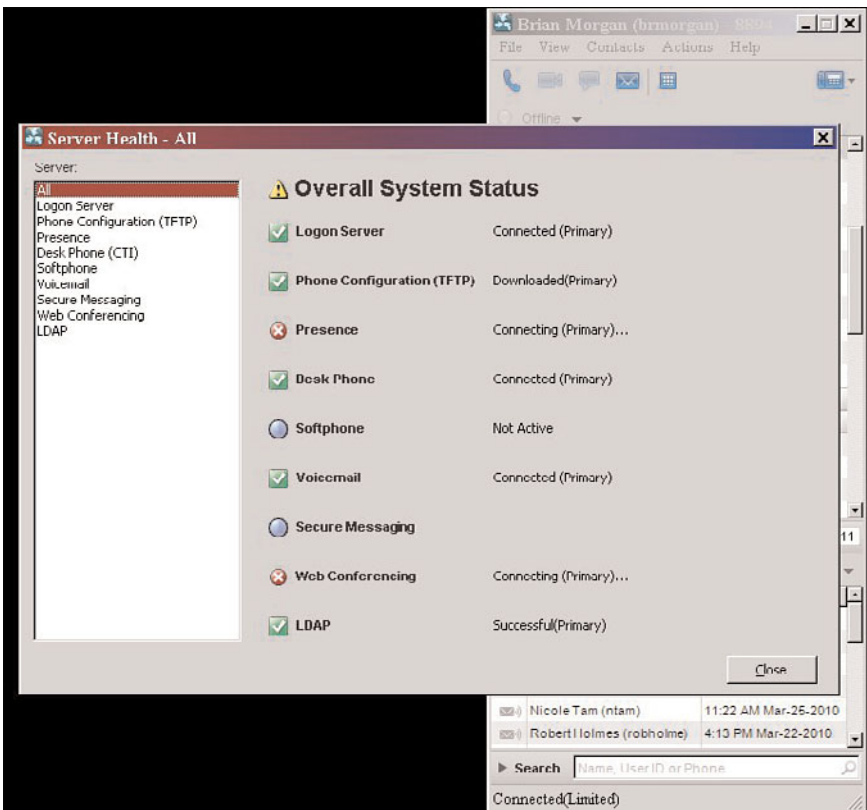 Brian Morgan (brmorgan) 8894
File View Contacts Actions Help
Offline
Server Health - All
Server:
All
Logon Server
Phone Configuration (TFTP)
Presence
Desk Phone (CTI)
Softphone
Voicemail
Secure Messaging
Web Conferencing
LDAP
Overall System Status
Logon Server Connected (Primary)
Phone Configuration (TFTP) Downloaded(Primary)
Presence Connecting (Primary)...
Desk Phone Connected (Primary)
Softphone Not Active
Voicemail Connected (Primary)
Secure Messaging
Web Conferencing Connecting (Primary)...
LDAP Successful(Primary)
Close
11
Nicole Tam (ntam) 11:22 AM Mar-25-2010
Robert Holmes (robholme) 4:13 PM Mar-22-2010
Search Name, User ID or Phone
Connected(Limited)